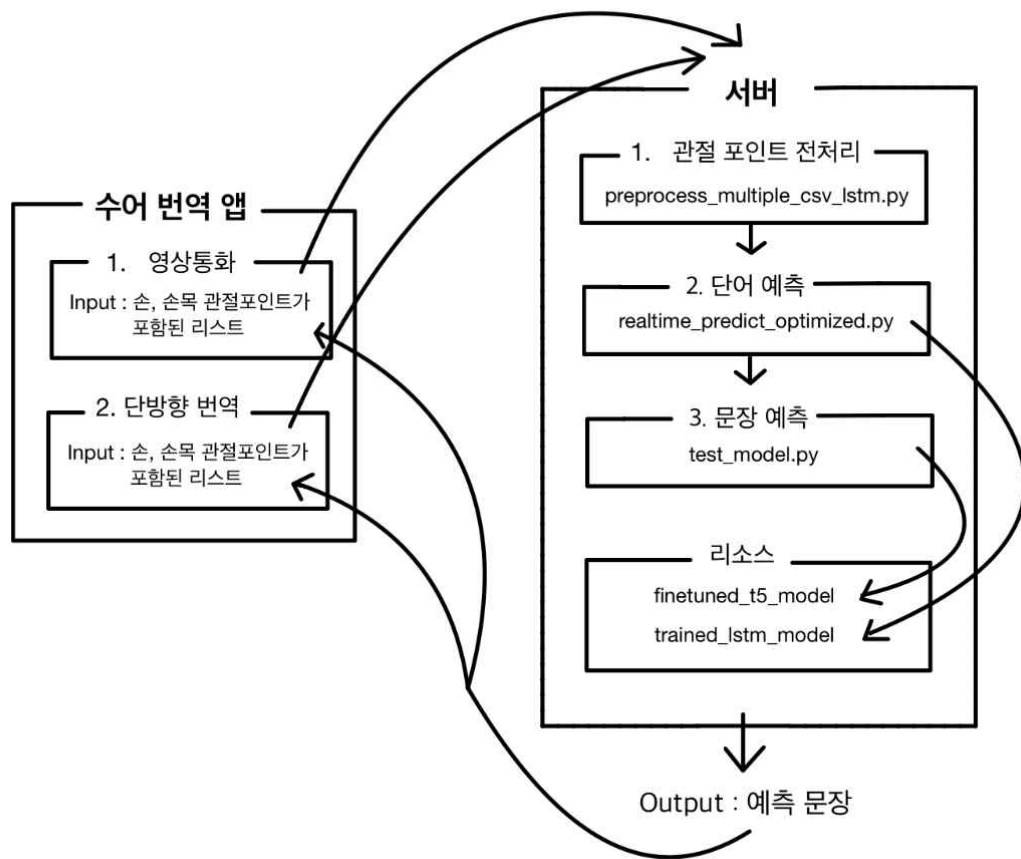 수어 번역 앱
1. 영상통화
Input : 손, 손목 관절포인트가
포함된 리스트
2. 단방향 번역
Input : 손, 손목 관절포인트가
포함된 리스트
서버
1. 관절 포인트 전처리
preprocess_multiple_csv_lstm.py
2. 단어 예측
realtime_predict_optimized.py
3. 문장 예측
test_model.py
리소스
finetuned_t5_model
trained_lstm_model
Output : 예측 문장